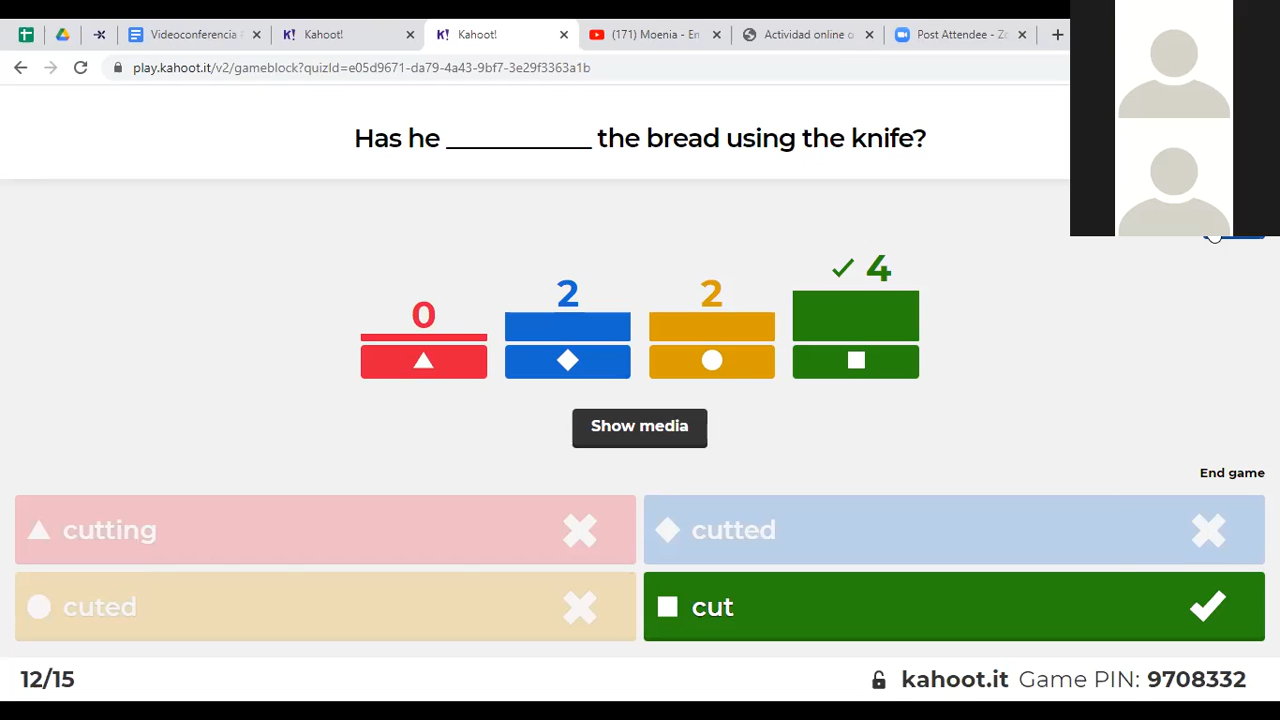 Videoconferencia
Kahoot!
Kahoot!
(171) Moenia - En
Actividad online o
Post Attendee - Zo
play.kahoot.it/v2/gameblock?quizId=e05d9671-da79-4a43-9bf7-3e29f3363a1b
Has he __________ the bread using the knife?
0
2
2
4
Show media
End game
cutting
cutted
cuted
cut
12/15
kahoot.it Game PIN: 9708332